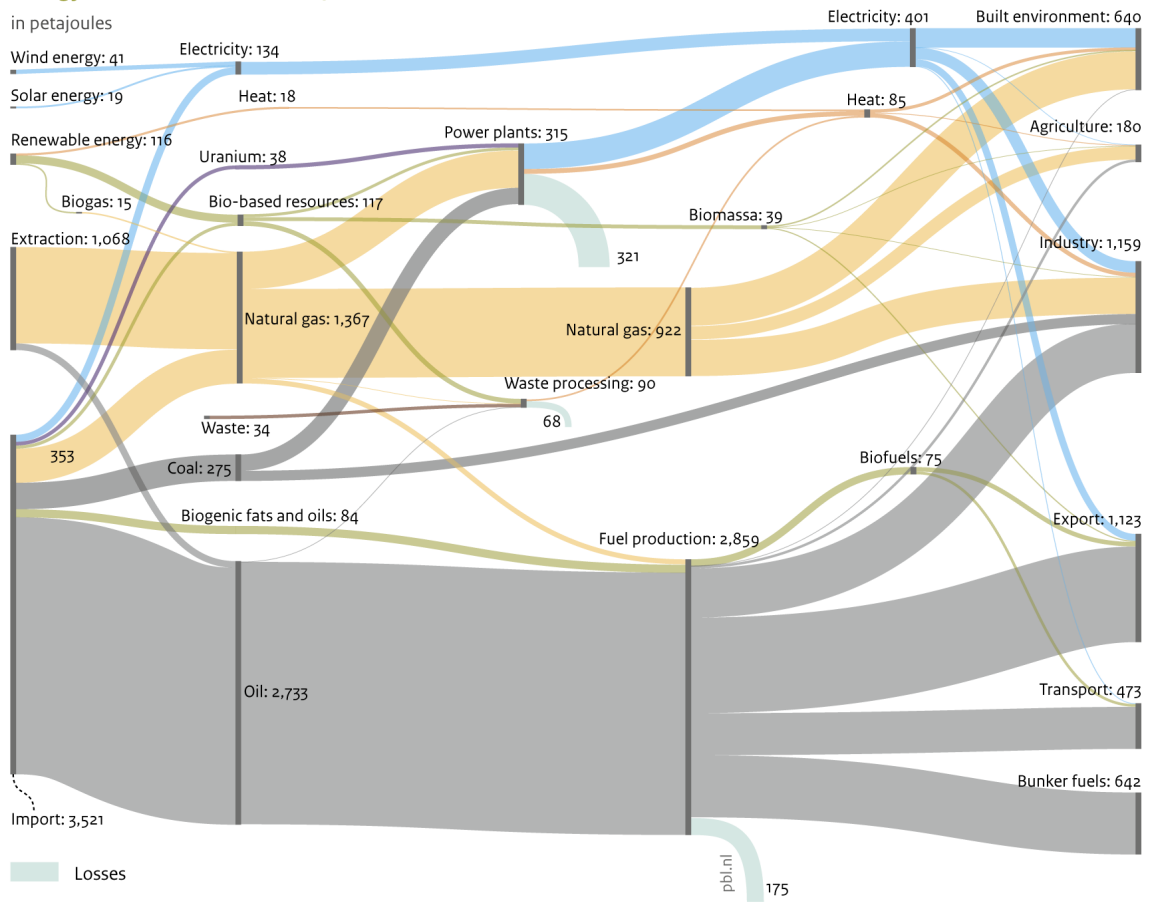 in petajoules
Electricity: 401
Built environment: 640
Wind energy: 41
Electricity: 134
Solar energy: 19
Heat: 18
Heat: 85
Agriculture: 180
Renewable energy: 116
Power plants: 315
Uranium: 38
Biogas: 15
Bio-based resources: 117
Biomassa: 39
Extraction: 1,068
Industry: 1,159
321
Natural gas: 1,367
Natural gas: 922
Waste processing: 90
Waste: 34
68
353
Coal: 275
Biofuels: 75
Biogenic fats and oils: 84
Export: 1,123
Fuel production: 2,859
Oil: 2,733
Transport: 473
Bunker fuels: 642
Import: 3,521
Losses
pbl.nl
175